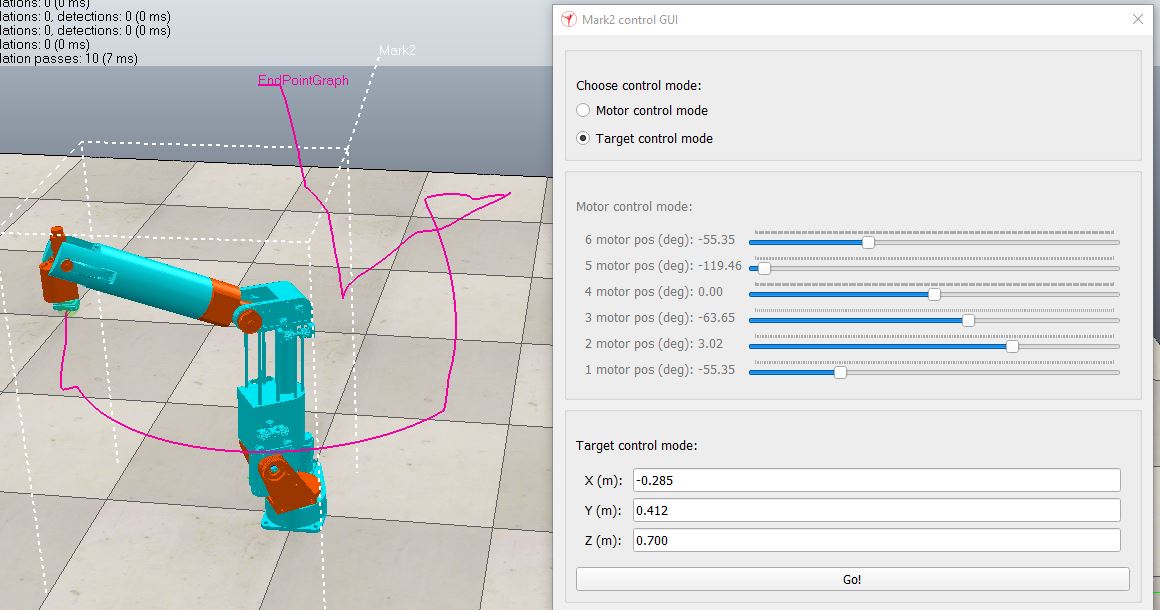 lations: 0 (0 ms)
lations: 0, detections: 0 (0 ms)
lations: 0, detections: 0 (0 ms)
lations: 0 (0 ms)
lation passes: 10 (7 ms)
Mark2
EndPointGraph
Mark2 control GUI
Choose control mode:
Motor control mode
Target control mode
Motor control mode:
6 motor pos (deg): -55.35
5 motor pos (deg): -119.46
4 motor pos (deg): 0.00
3 motor pos (deg): -63.65
2 motor pos (deg): 3.02
1 motor pos (deg): -55.35
Target control mode:
X (m): -0.285
Y (m): 0.412
Z (m): 0.700
Go!